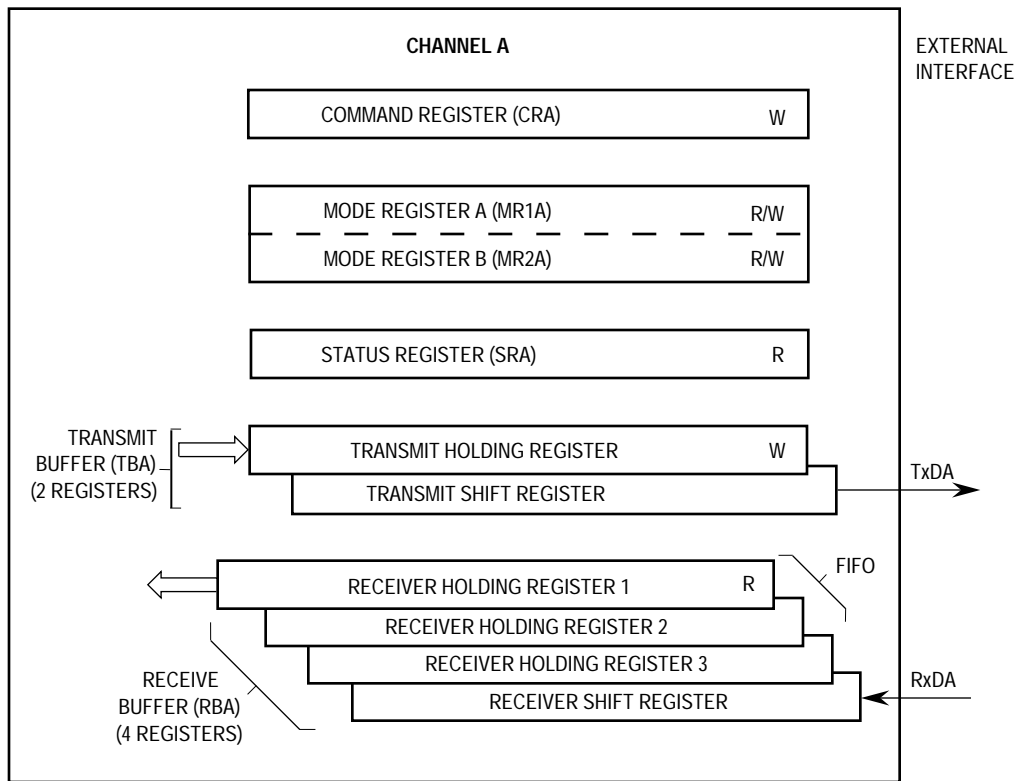 CHANNEL A
EXTERNAL
INTERFACE
COMMAND REGISTER (CRA) W
MODE REGISTER A (MR1A) R/W
MODE REGISTER B (MR2A) R/W
STATUS REGISTER (SRA) R
TRANSMIT
BUFFER (TBA)
(2 REGISTERS)
TRANSMIT HOLDING REGISTER W
TRANSMIT SHIFT REGISTER
TxDA
RECEIVER HOLDING REGISTER 1 R
FIFO
RECEIVER HOLDING REGISTER 2
RECEIVER HOLDING REGISTER 3
RECEIVER SHIFT REGISTER
RxDA
RECEIVE
BUFFER (RBA)
(4 REGISTERS)